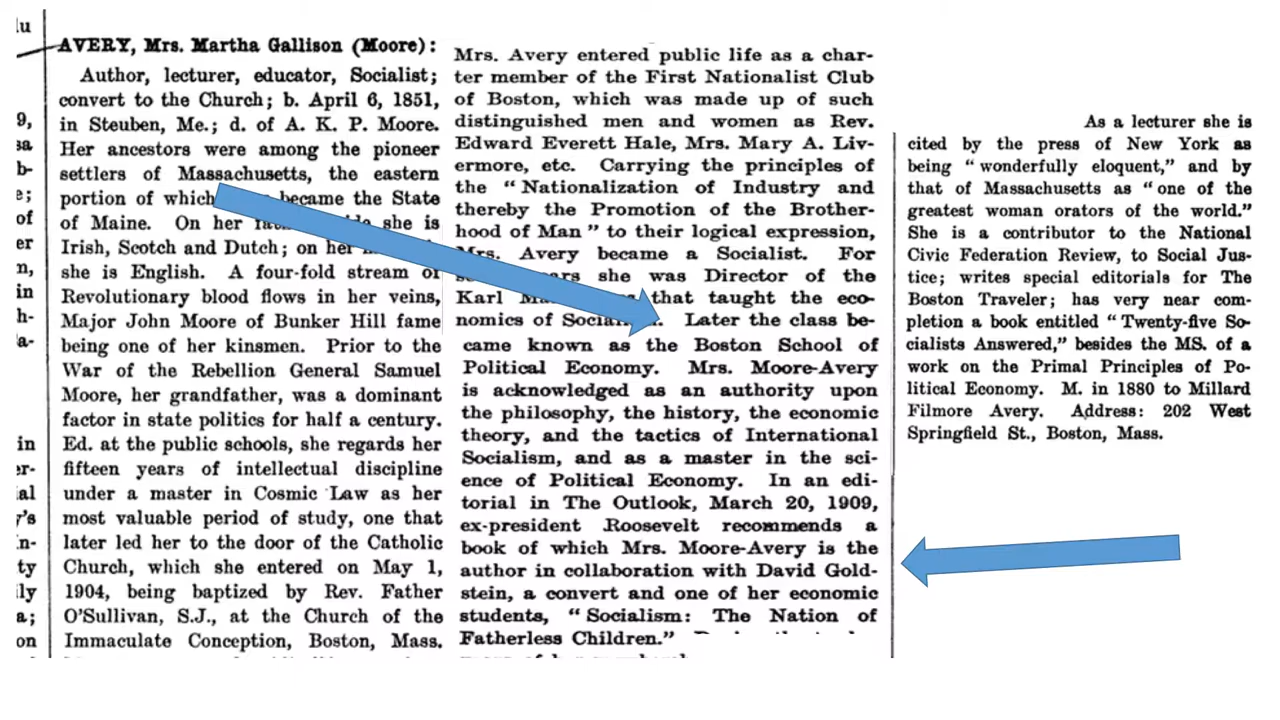 lu
9,
sa
b-
e;
of
er
n,
in
h-
a-
in
er-
ial
y's
in-
ty
ily
a;
on
AVERY, Mrs. Martha Gallison (Moore):
Author, lecturer, educator, Socialist;
convert to the Church; b. April 6, 1851,
in Steuben, Me.; d. of A. K. P. Moore.
Her ancestors were among the pioneer
settlers of Massachusetts, the eastern
portion of which became the State
of Maine. On her she is
Irish, Scotch and Dutch; on her
she is English. A four-fold stream of
Revolutionary blood flows in her veins,
Major John Moore of Bunker Hill fame
being one of her kinsmen. Prior to the
War of the Rebellion General Samuel
Moore, her grandfather, was a dominant
factor in state politics for half a century.
Ed. at the public schools, she regards her
fifteen years of intellectual discipline
under a master in Cosmic Law as her
most valuable period of study, one that
later led her to the door of the Catholic
Church, which she entered on May 1,
1904, being baptized by Rev. Father
O'Sullivan, S.J., at the Church of the
Immaculate Conception, Boston, Mass.
Mrs. Avery entered public life as a char-
ter member of the First Nationalist Club
of Boston, which was made up of such
distinguished men and women as Rev.
Edward Everett Hale, Mrs. Mary A. Liv-
ermore, etc. Carrying the principles of
the "Nationalization of Industry and
thereby the Promotion of the Brother-
hood of Man" to their logical expression,
Mrs. Avery became a Socialist. For
she was Director of the
Karl that taught the eco-
nomics of Later the class be-
came known as the Boston School of
Political Economy. Mrs. Moore-Avery
is acknowledged as an authority upon
the philosophy, the history, the economic
theory, and the tactics of International
Socialism, and as a master in the sci-
ence of Political Economy. In an edi-
torial in The Outlook, March 20, 1909,
ex-president Roosevelt recommends a
book of which Mrs. Moore-Avery is the
author in collaboration with David Gold-
stein, a convert and one of her economic
students, "Socialism: The Nation of
Fatherless Children."
As a lecturer she is
cited by the press of New York as
being "wonderfully eloquent," and by
that of Massachusetts as "one of the
greatest woman orators of the world."
She is a contributor to the National
Civic Federation Review, to Social Jus-
tice; writes special editorials for The
Boston Traveler; has very near com-
pletion a book entitled "Twenty-five So-
cialists Answered," besides the MS. of a
work on the Primal Principles of Po-
litical Economy. M. in 1880 to Millard
Filmore Avery. Address: 202 West
Springfield St., Boston, Mass.